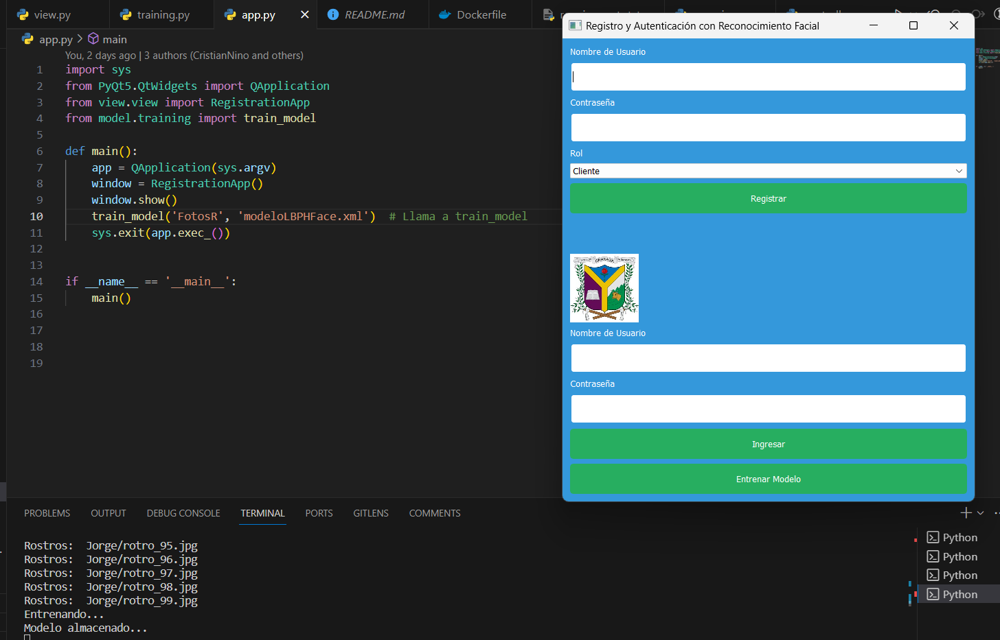 view.py
training.py
app.py
README.md
Dockerfile
app.py > main
You, 2 days ago | 3 authors (CristianNino and others)
1 import sys
2 from PyQt5.QtWidgets import QApplication
3 from view.view import RegistrationApp
4 from model.training import train_model
5
6 def main():
7 app = QApplication(sys.argv)
8 window = RegistrationApp()
9 window.show()
10 train_model('FotosR', 'modeloLBPHFace.xml')  # Llama a train_model
11 sys.exit(app.exec_())
12
13
14 if __name__ == '__main__':
15 main()
16
17
18
19
Registro y Autenticación con Reconocimiento Facial
Nombre de Usuario
Contraseña
Rol
Cliente
Registrar
GRANADA
Nombre de Usuario
Contraseña
Ingresar
Entrenar Modelo
PROBLEMS OUTPUT DEBUG CONSOLE TERMINAL PORTS GITLENS COMMENTS
Rostros:  Jorge/rotro_95.jpg
Rostros:  Jorge/rotro_96.jpg
Rostros:  Jorge/rotro_97.jpg
Rostros:  Jorge/rotro_98.jpg
Rostros:  Jorge/rotro_99.jpg
Entrenando...
Modelo almacenado...
Python
Python
Python
Python